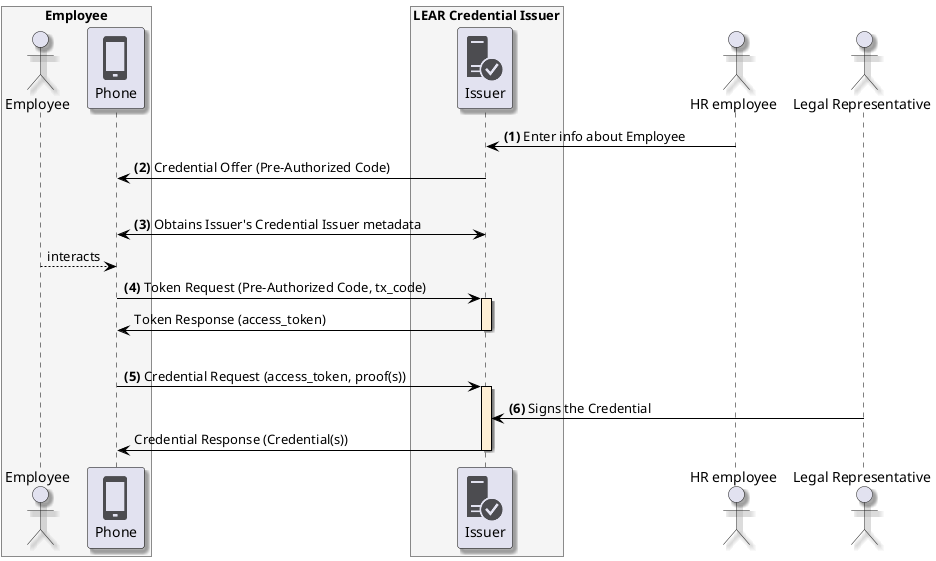 Employee
LEAR Credential Issuer
Employee
Phone
Issuer
HR employee
Legal Representative
(1) Enter info about Employee
(2) Credential Offer (Pre-Authorized Code)
(3) Obtains Issuer's Credential Issuer metadata
interacts
(4) Token Request (Pre-Authorized Code, tx_code)
Token Response (access_token)
(5) Credential Request (access_token, proof(s))
(6) Signs the Credential
Credential Response (Credential(s))
Employee
Phone
Issuer
HR employee
Legal Representative